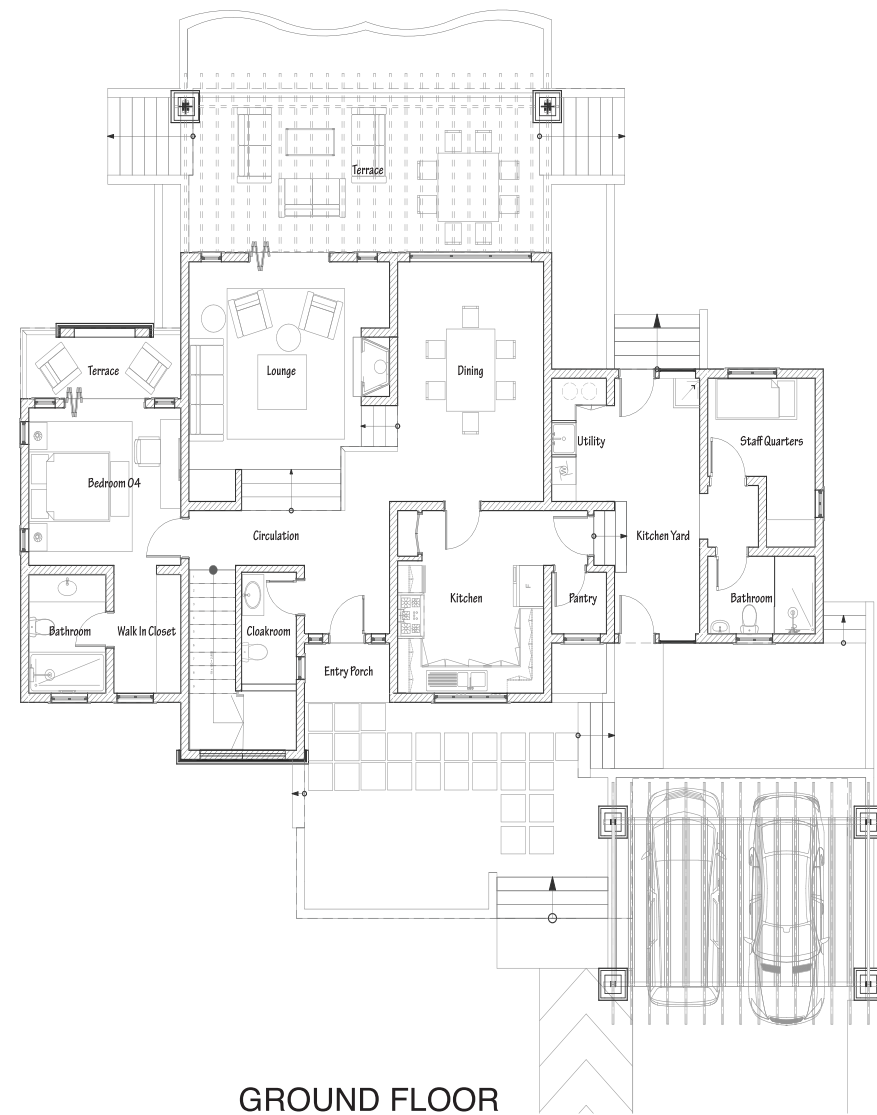 Terrace
Terrace
Lounge
Dining
Utility
Staff Quarters
Bedroom 04
Circulation
Kitchen Yard
Kitchen
Pantry
Bathroom
Walk In Closet
Cloakroom
Bathroom
Entry Porch
GROUND FLOOR